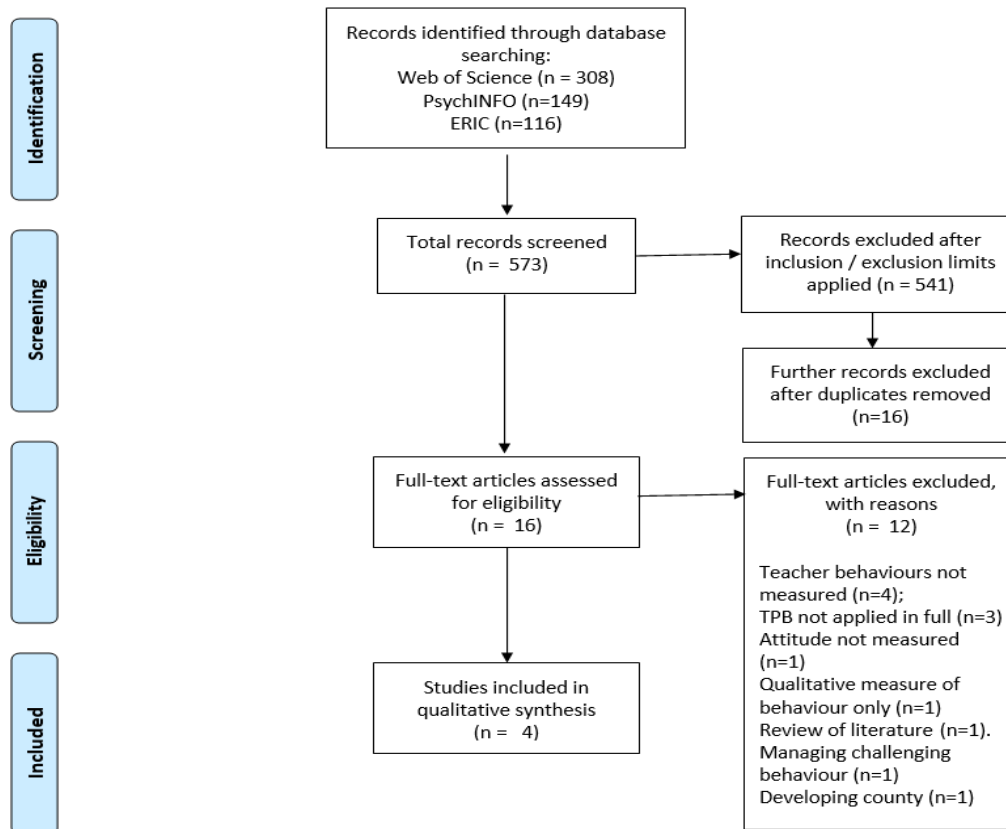 Identification
Records identified through database
searching:
Web of Science (n = 308)
PsychINFO (n=149)
ERIC (n=116)
Screening
Total records screened
(n = 573)
Records excluded after
inclusion / exclusion limits
applied (n = 541)
Further records excluded
after duplicates removed
(n=16)
Eligibility
Full-text articles assessed
for eligibility
(n = 16)
Full-text articles excluded,
with reasons
(n = 12)
Teacher behaviours not
measured (n=4);
TPB not applied in full (n=3)
Attitude not measured
(n=1)
Qualitative measure of
behaviour only (n=1)
Review of literature (n=1).
Managing challenging
behaviour (n=1)
Developing county (n=1)
Included
Studies included in
qualitative synthesis
(n = 4)